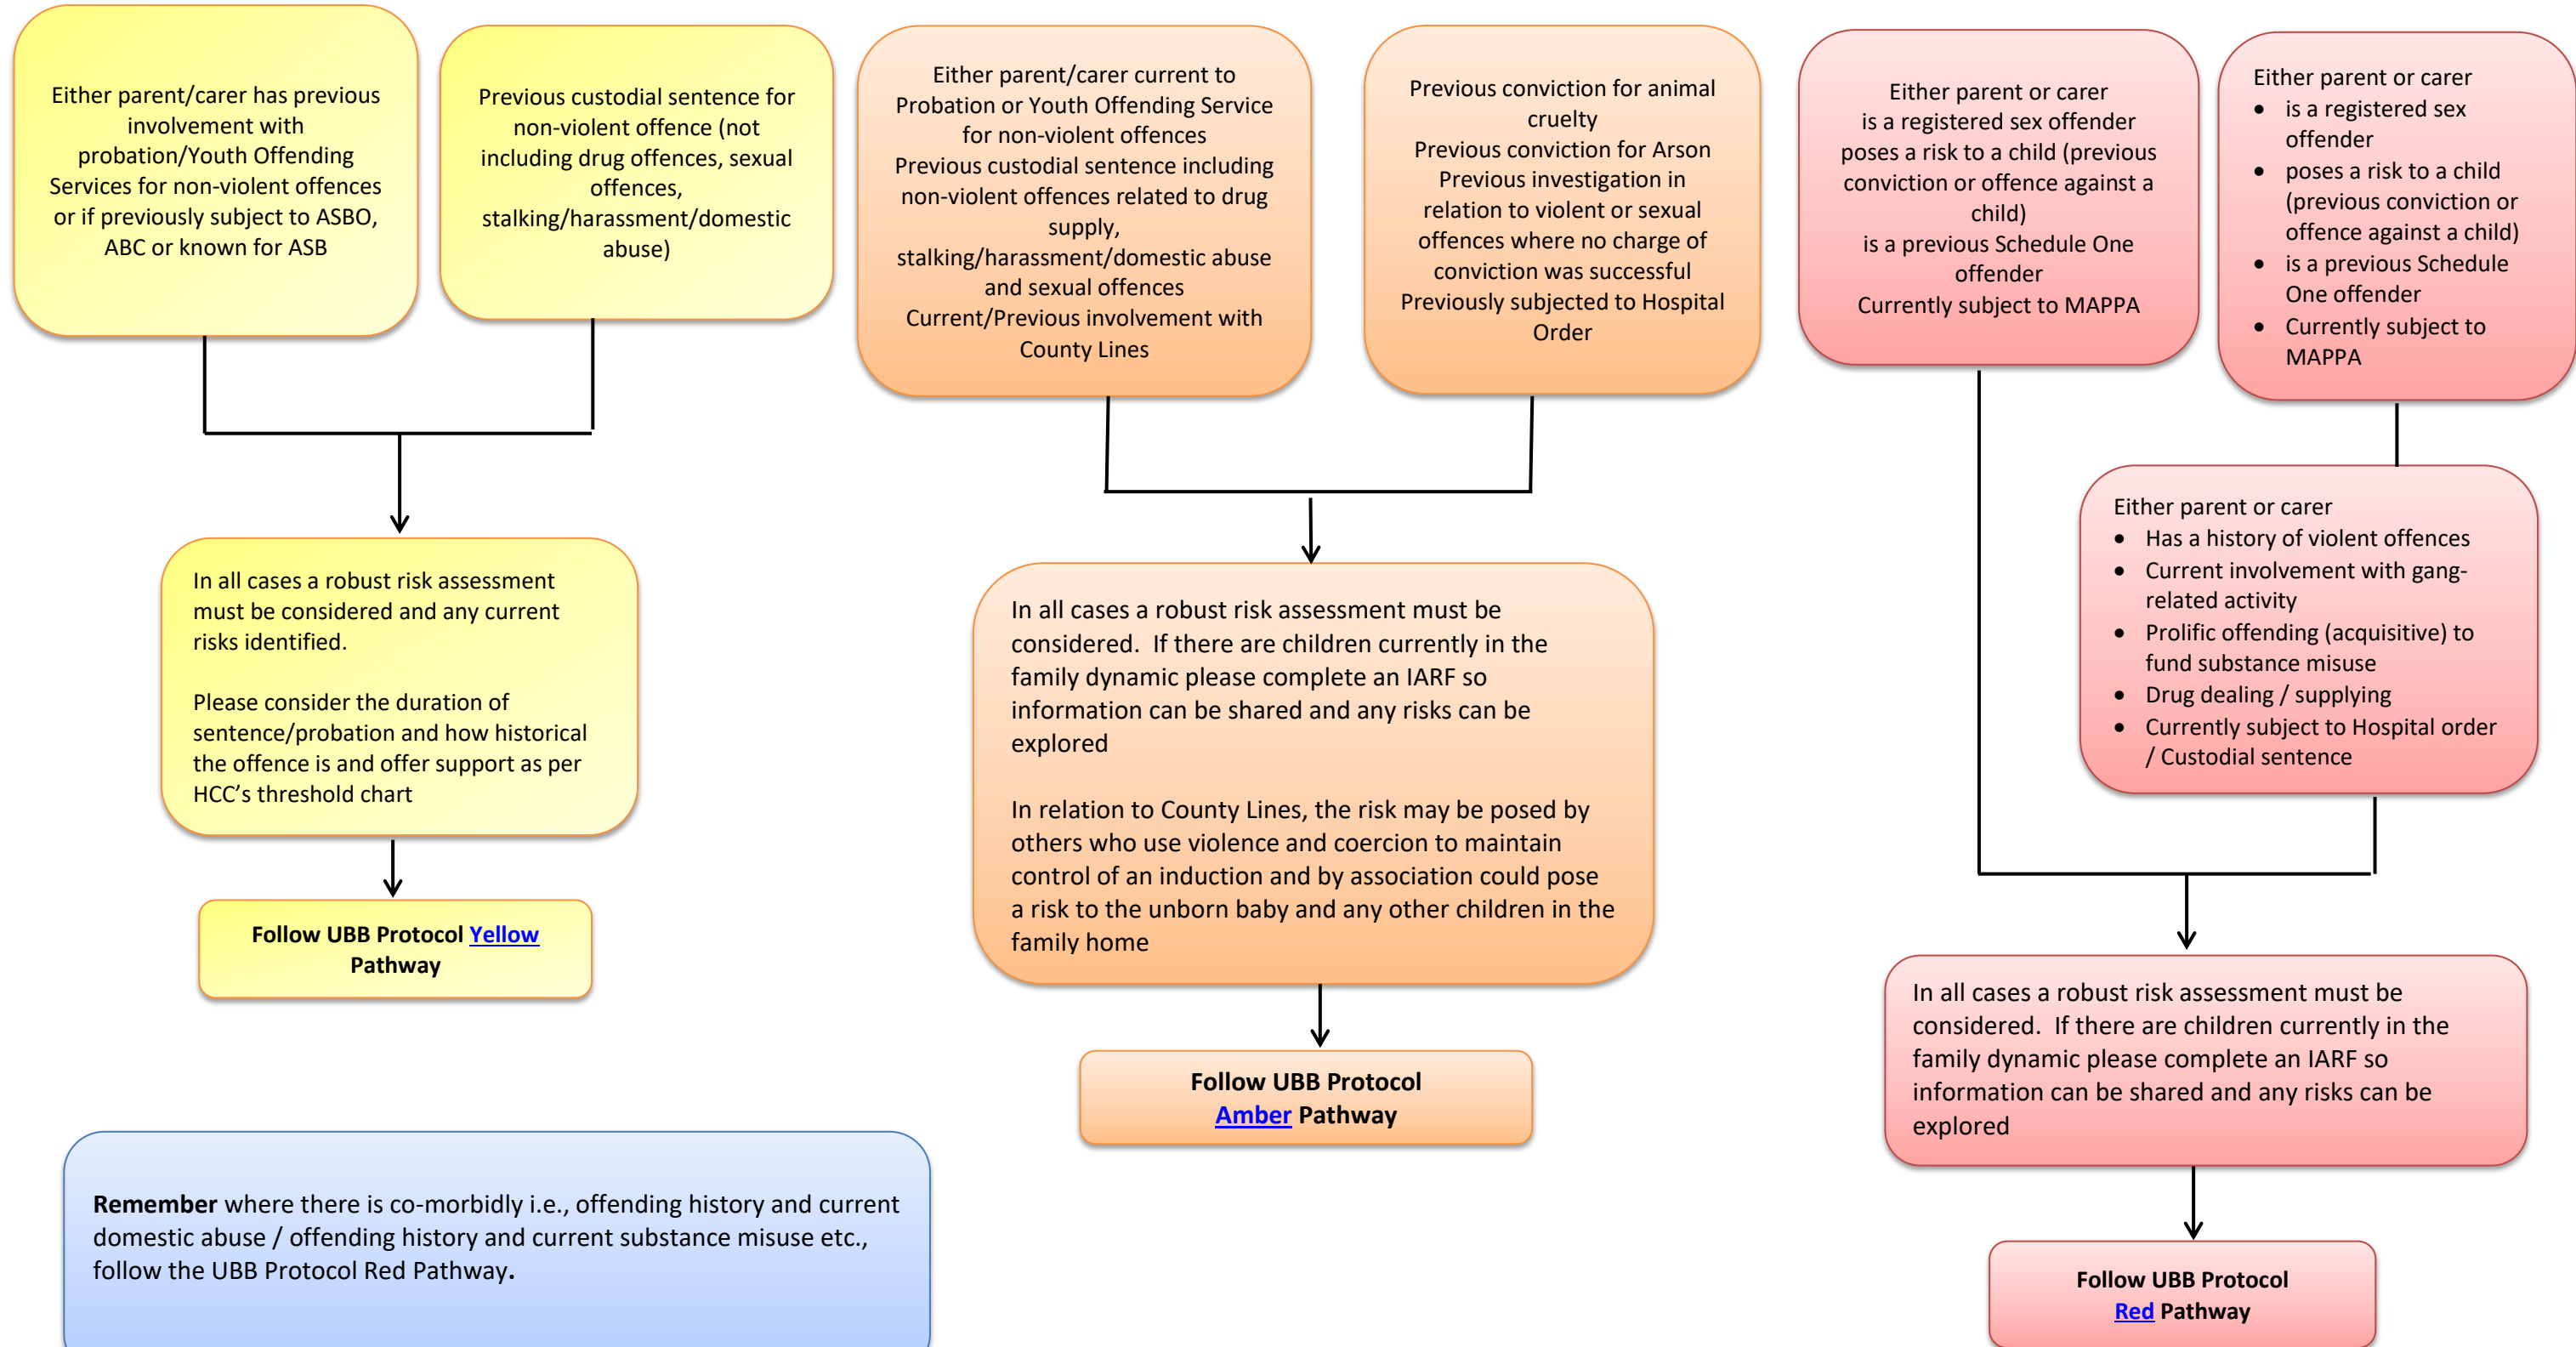 Either parent/carer has previous
involvement with
probation/Youth Offending
Services for non-violent offences
or if previously subject to ASBO,
ABC or known for ASB
Previous custodial sentence for
non-violent offence (not
including drug offences, sexual
offences,
stalking/harassment/domestic
abuse)
Either parent/carer current to
Probation or Youth Offending Service
for non-violent offences
Previous custodial sentence including
non-violent offences related to drug
supply,
stalking/harassment/domestic abuse
and sexual offences
Current/Previous involvement with
County Lines
Previous conviction for animal
cruelty
Previous conviction for Arson
Previous investigation in
relation to violent or sexual
offences where no charge of
conviction was successful
Previously subjected to Hospital
Order
Either parent or carer
is a registered sex offender
poses a risk to a child (previous
conviction or offence against a
child)
is a previous Schedule One
offender
Currently subject to MAPPA
Either parent or carer
• is a registered sex
offender
• poses a risk to a child
(previous conviction or
offence against a child)
• is a previous Schedule
One offender
• Currently subject to
MAPPA
Either parent or carer
• Has a history of violent offences
• Current involvement with gang-
related activity
• Prolific offending (acquisitive) to
fund substance misuse
• Drug dealing / supplying
• Currently subject to Hospital order
/ Custodial sentence
In all cases a robust risk assessment
must be considered and any current
risks identified.
Please consider the duration of
sentence/probation and how historical
the offence is and offer support as per
HCC’s threshold chart
In all cases a robust risk assessment must be
considered.  If there are children currently in the
family dynamic please complete an IARF so
information can be shared and any risks can be
explored
In relation to County Lines, the risk may be posed by
others who use violence and coercion to maintain
control of an induction and by association could pose
a risk to the unborn baby and any other children in the
family home
Follow UBB Protocol Yellow
Pathway
In all cases a robust risk assessment must be
considered.  If there are children currently in the
family dynamic please complete an IARF so
information can be shared and any risks can be
explored
Follow UBB Protocol
Amber Pathway
Remember where there is co-morbidly i.e., offending history and current
domestic abuse / offending history and current substance misuse etc.,
follow the UBB Protocol Red Pathway.
Follow UBB Protocol
Red Pathway